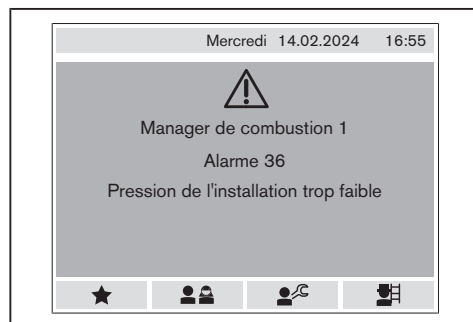 Mercredi 14.02.2024 16:55
Manager de combustion 1
Alarme 36
Pression de l'installation trop faible